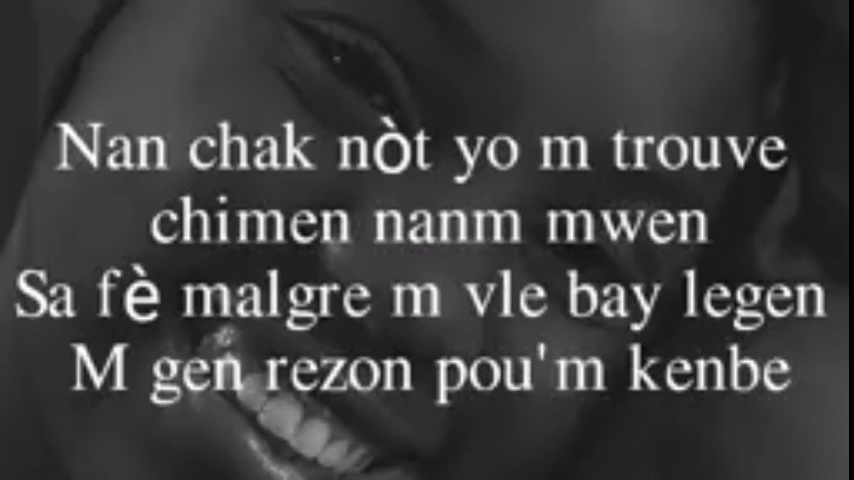 Nan chak nòt yo m trouve
chimen nanm mwen
Sa fè malgre m vle bay legen
M gen rezon pou'm kenbe